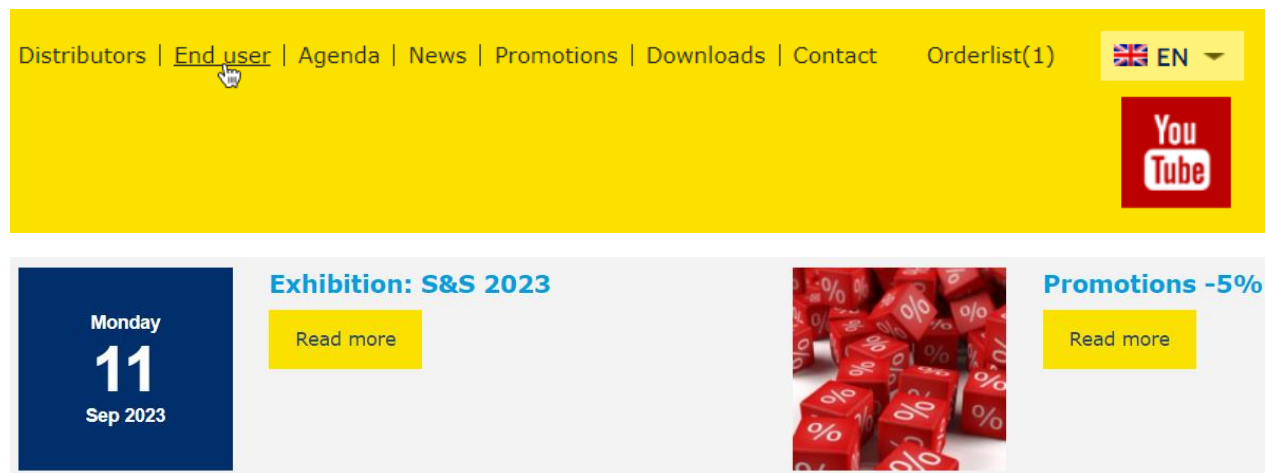 Distributors | End user | Agenda | News | Promotions | Downloads | Contact Orderlist(1) EN
You
Tube
Monday
11
Sep 2023
Exhibition: S&S 2023
Read more
Promotions -5%
Read more